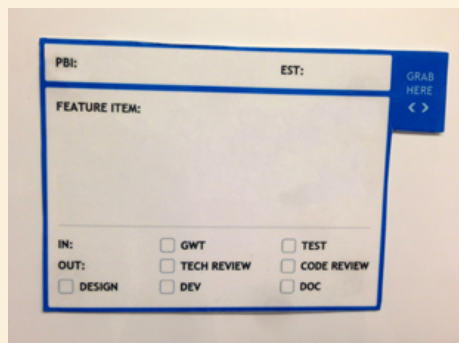 PBI: EST:
GRAB
HERE
< >
FEATURE ITEM:
IN: GWT TEST
OUT: TECH REVIEW CODE REVIEW
DESIGN DEV DOC